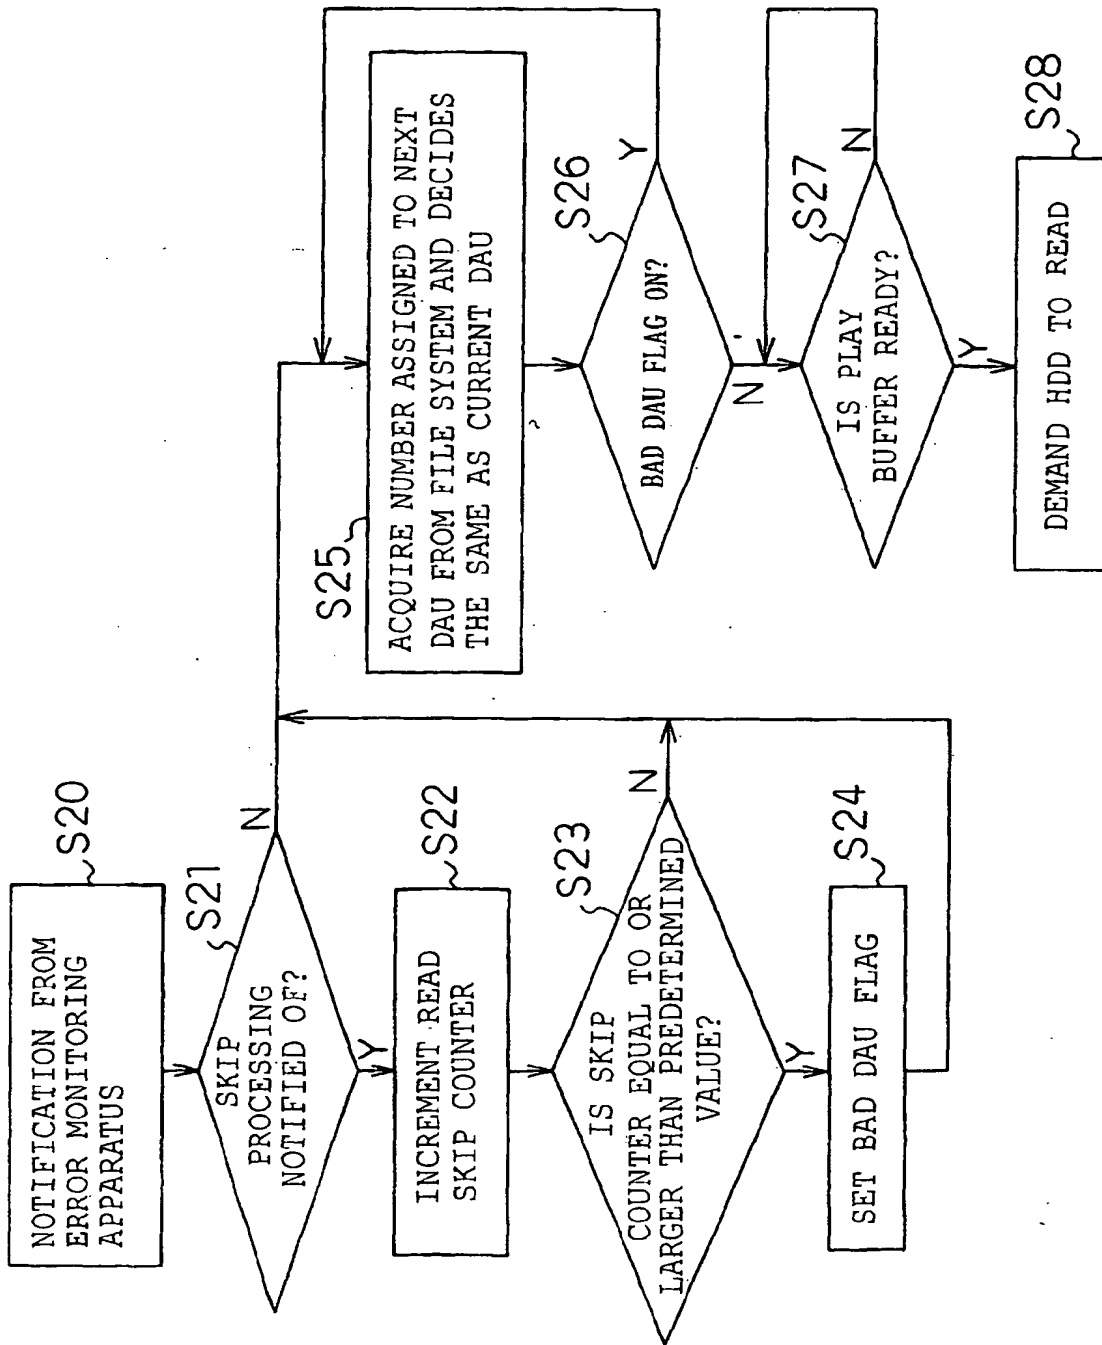 S20
NOTIFICATION FROM
ERROR MONITORING
APPARATUS
S21
SKIP
PROCESSING
NOTIFIED OF?
N
Y
S22
INCREMENT READ
SKIP COUNTER
S23
IS SKIP
COUNTER EQUAL TO OR
LARGER THAN PREDETERMINED
VALUE?
N
Y
S24
SET BAD DAU FLAG
S25
ACQUIRE NUMBER ASSIGNED TO NEXT
DAU FROM FILE SYSTEM AND DECIDES
THE SAME AS CURRENT DAU
S26
BAD DAU FLAG ON?
Y
N
S27
IS PLAY
BUFFER READY?
N
Y
S28
DEMAND HDD TO READ